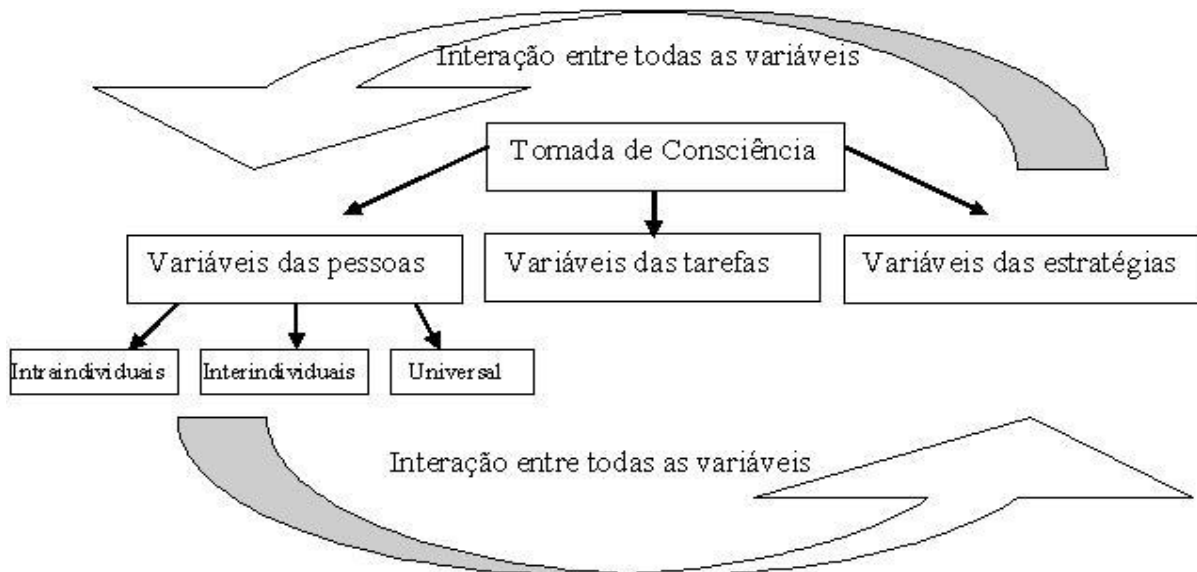 Interação entre todas as variáveis
Tomada de Consciência
Variáveis das pessoas
Variáveis das tarefas
Variáveis das estratégias
Intraindividuais
Interindividuais
Universal
Interação entre todas as variáveis